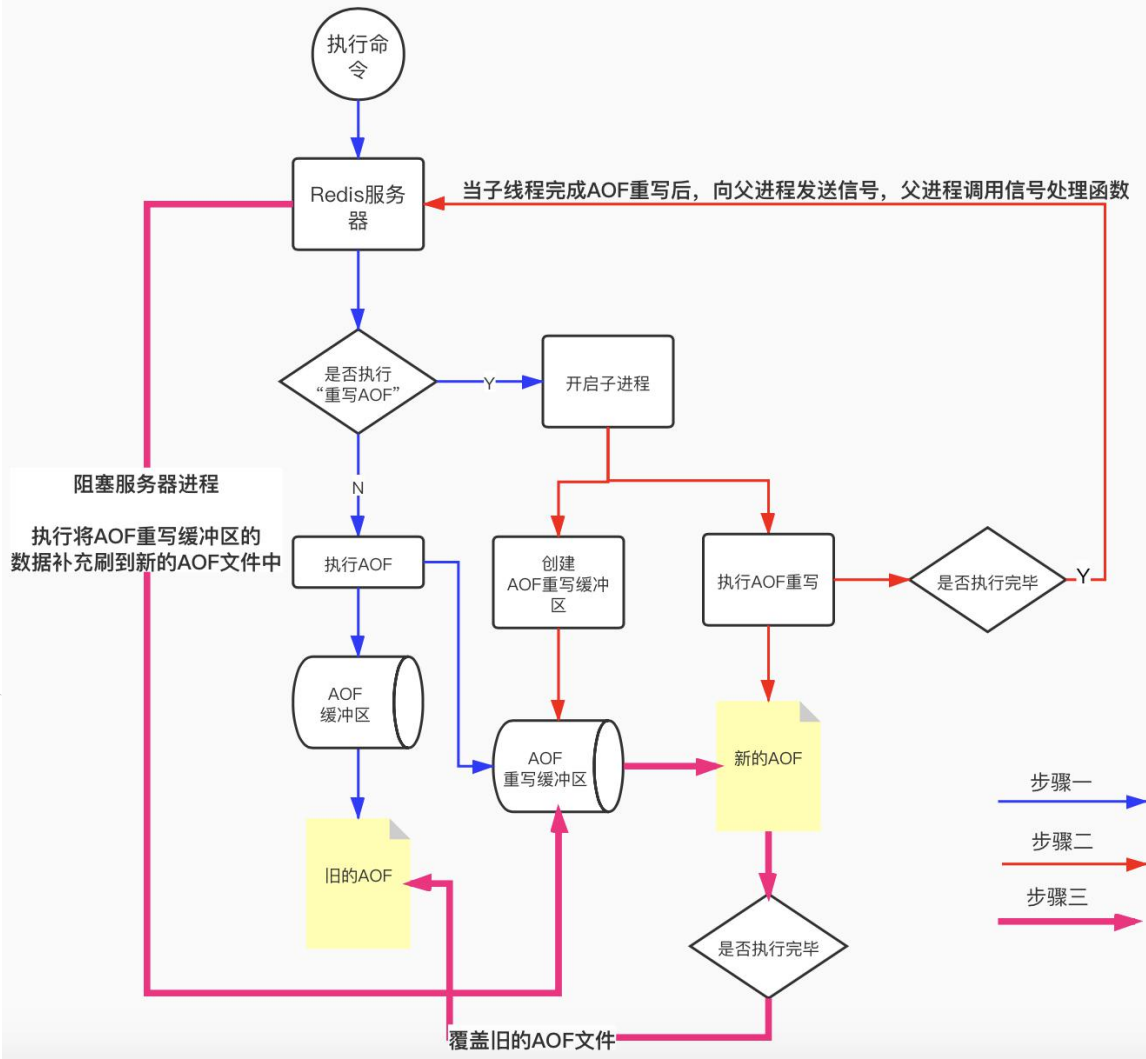 执行命
令
Redis服务
器
当子线程完成AOF重写后，向父进程发送信号，父进程调用信号处理函数
是否执行
“重写AOF”
Y
开启子进程
N
阻塞服务器进程
执行将AOF重写缓冲区的
数据补充刷到新的AOF文件中
执行AOF
创建
AOF重写缓冲
区
执行AOF重写
是否执行完毕
Y
AOF
缓冲区
AOF
重写缓冲区
新的AOF
旧的AOF
步骤一
步骤二
步骤三
是否执行完毕
覆盖旧的AOF文件